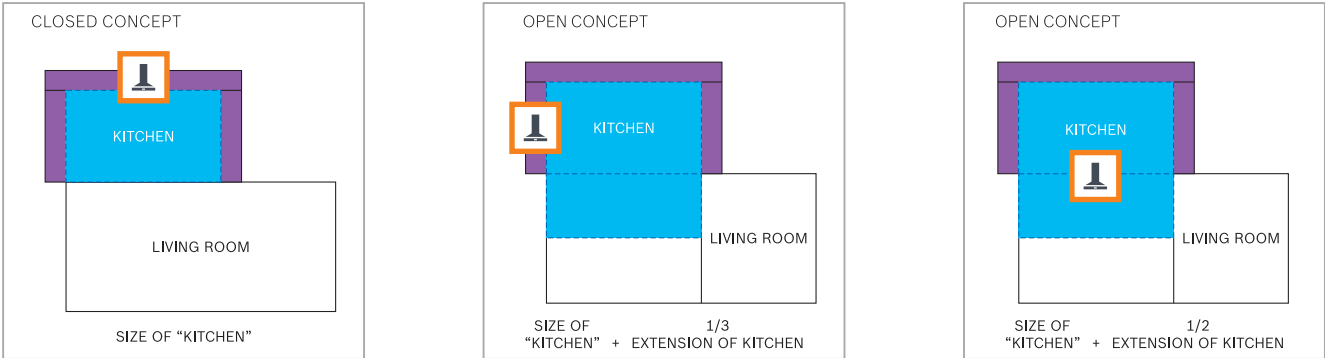 CLOSED CONCEPT
KITCHEN
LIVING ROOM
SIZE OF “KITCHEN”
OPEN CONCEPT
KITCHEN
LIVING ROOM
SIZE OF 1/3
“KITCHEN” + EXTENSION OF KITCHEN
OPEN CONCEPT
KITCHEN
LIVING ROOM
SIZE OF 1/2
“KITCHEN” + EXTENSION OF KITCHEN